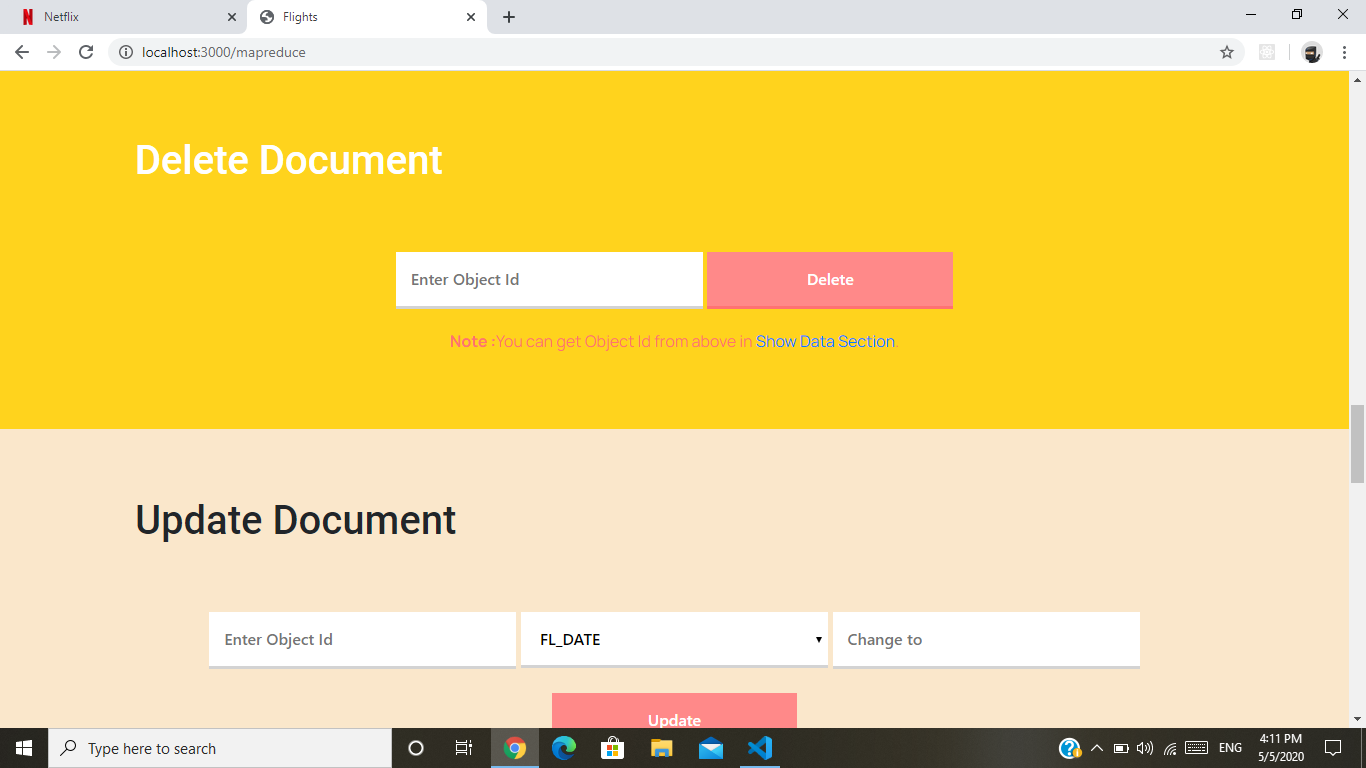 Netflix
Flights
localhost:3000/mapreduce
Delete Document
Enter Object Id
Delete
Note :You can get Object Id from above in Show Data Section.
Update Document
Enter Object Id
FL_DATE
Change to
Update
Type here to search
ENG
4:11 PM
5/5/2020